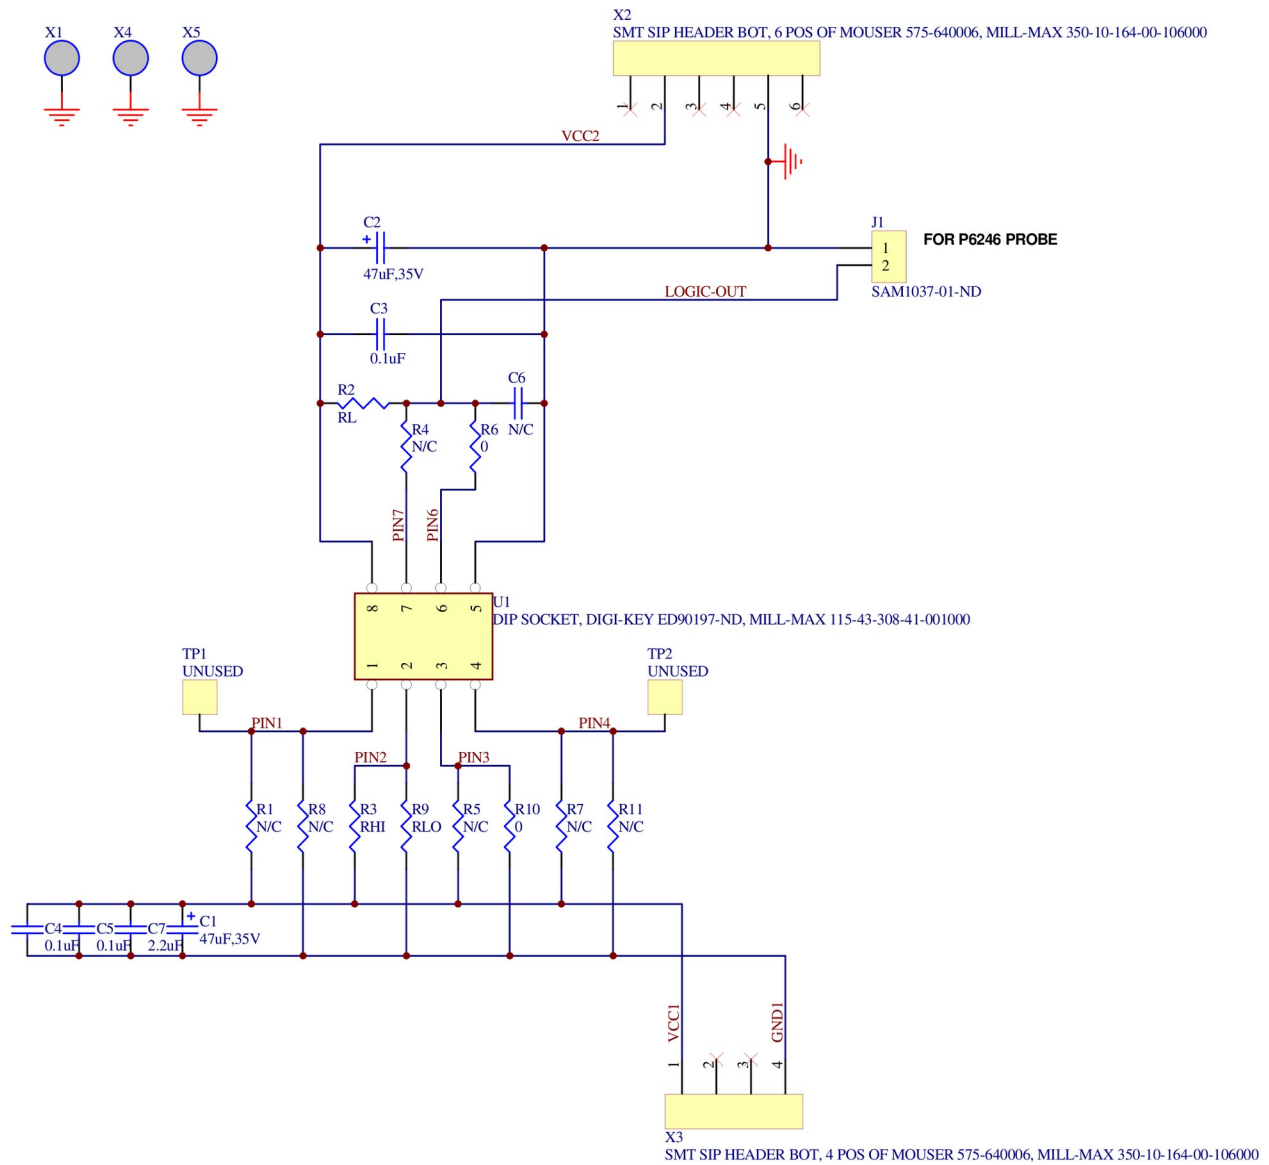 X1
X4
X5
X2
SMT SIP HEADER BOT, 6 POS OF MOUSER 575-640006, MILL-MAX 350-10-164-00-106000
1
2
3
4
5
6
VCC2
C2
+
47uF,35V
J1
1
2
FOR P6246 PROBE
SAM1037-01-ND
LOGIC-OUT
C3
0.1uF
R2
RL
C6
N/C
R4
N/C
R6
0
PIN7
PIN6
8
7
6
5
1
2
3
4
U1
DIP SOCKET, DIGI-KEY ED90197-ND, MILL-MAX 115-43-308-41-001000
TP1
UNUSED
TP2
UNUSED
PIN1
PIN4
PIN2
PIN3
R1
N/C
R8
N/C
R3
RHI
R9
RLO
R5
N/C
R10
0
R7
N/C
R11
N/C
C4
0.1uF
C5
0.1uF
C7
2.2uF
+
C1
47uF,35V
VCC1
GND1
1
2
3
4
X3
SMT SIP HEADER BOT, 4 POS OF MOUSER 575-640006, MILL-MAX 350-10-164-00-106000